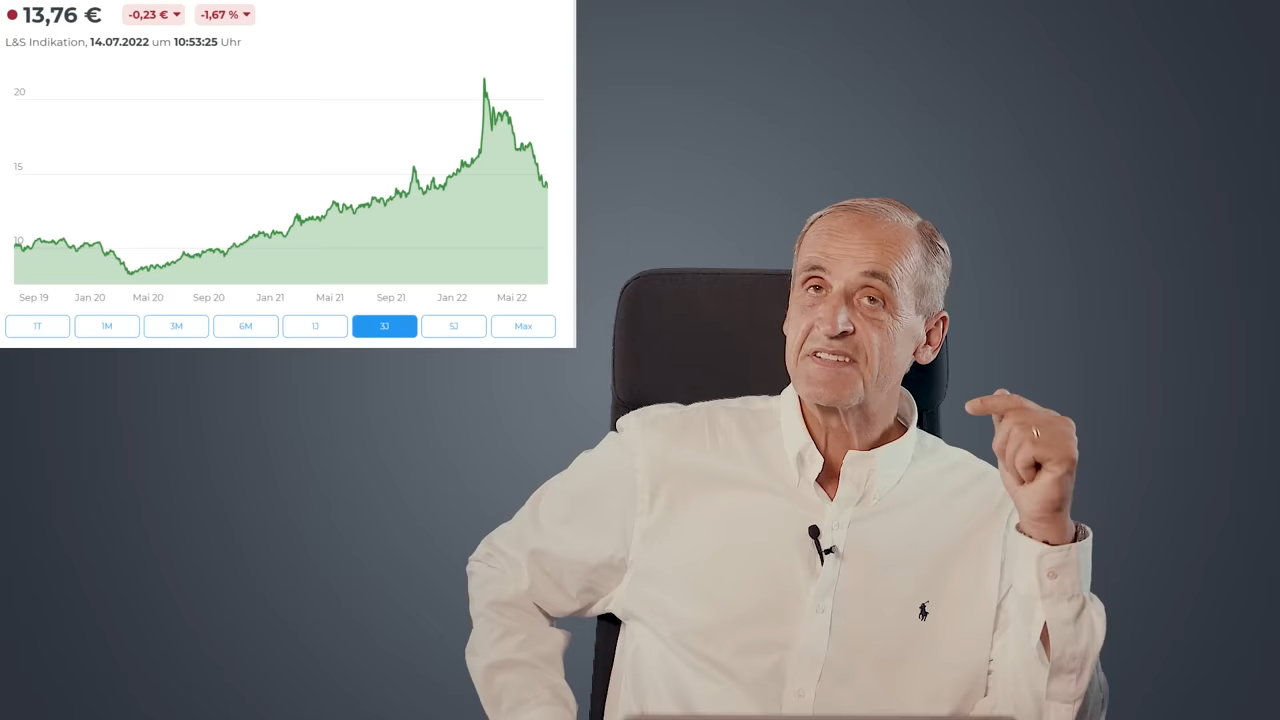 13,76 € -0,23 € -1,67 %
L&S Indikation, 14.07.2022 um 10:53:25 Uhr
20
15
10
Sep 19 Jan 20 Mai 20 Sep 20 Jan 21 Mai 21 Sep 21 Jan 22 Mai 22
1T 1M 3M 6M 1J 3J 5J Max